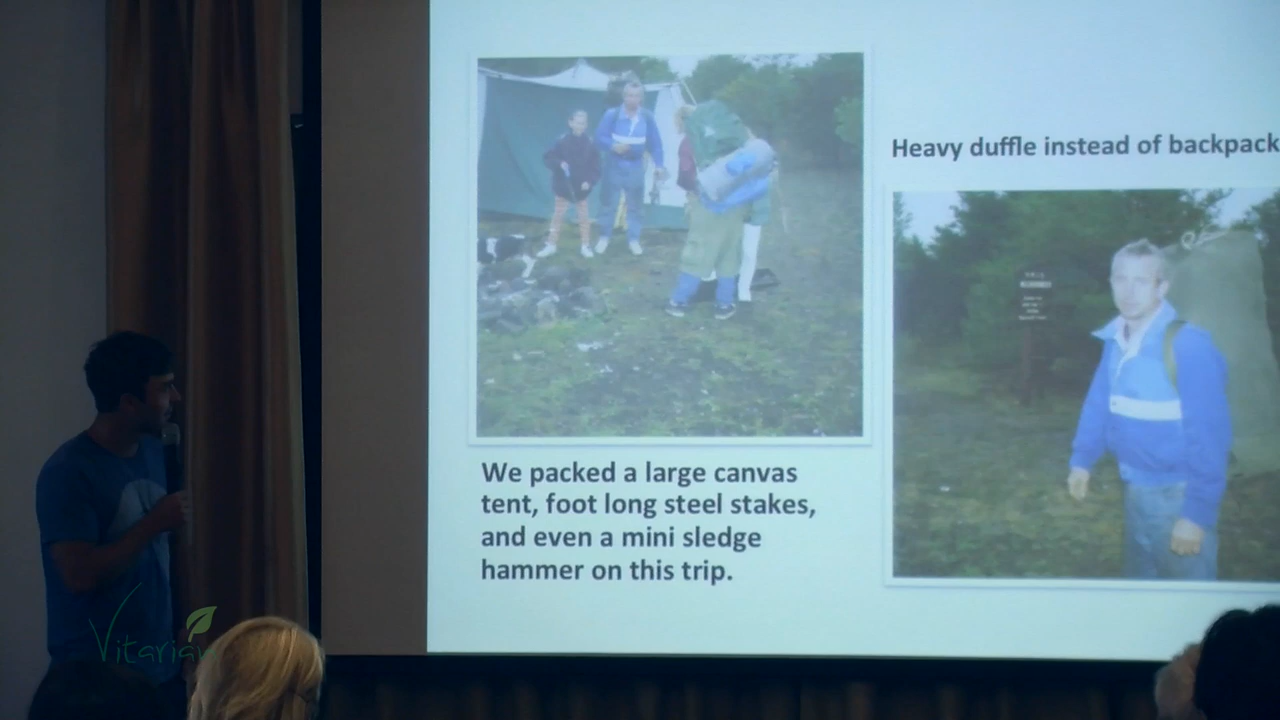 Heavy duffle instead of backpack
We packed a large canvas
tent, foot long steel stakes,
and even a mini sledge
hammer on this trip.
Vitarian